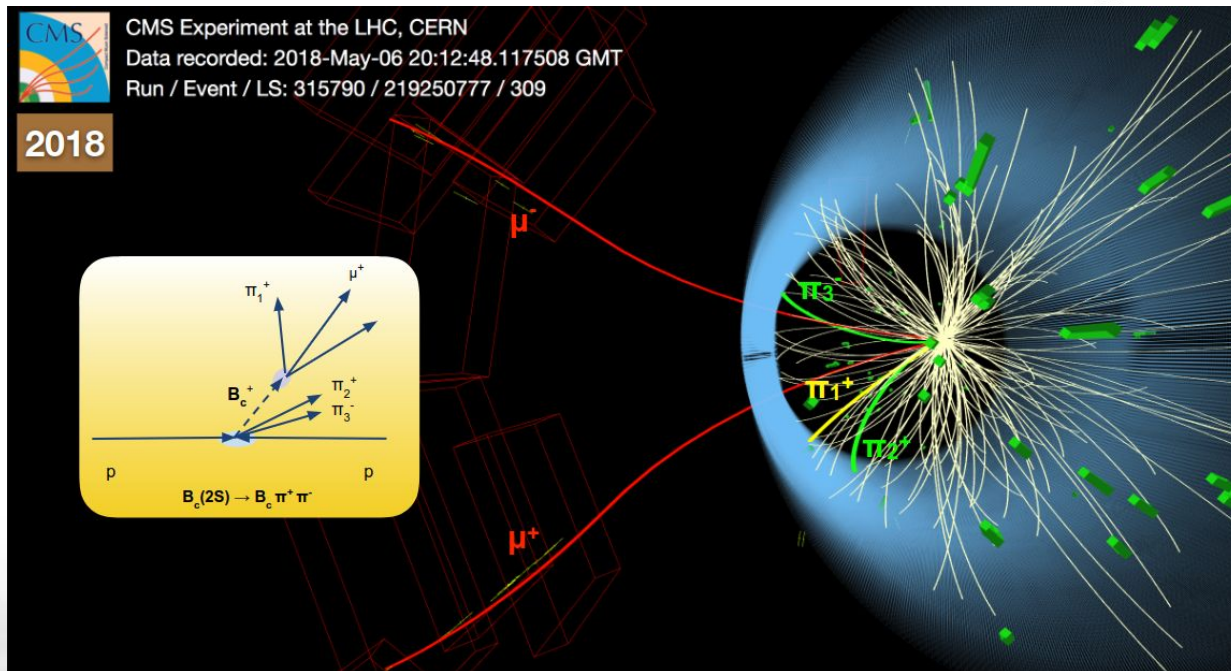 CMS
CMS Experiment at the LHC, CERN
Data recorded: 2018-May-06 20:12:48.117508 GMT
Run / Event / LS: 315790 / 219250777 / 309
2018
μ-
π3-
π1+
π2+
μ+
π1+
μ+
Bc+
π2+
π3-
p
p
Bc(2S) → Bc π+ π-